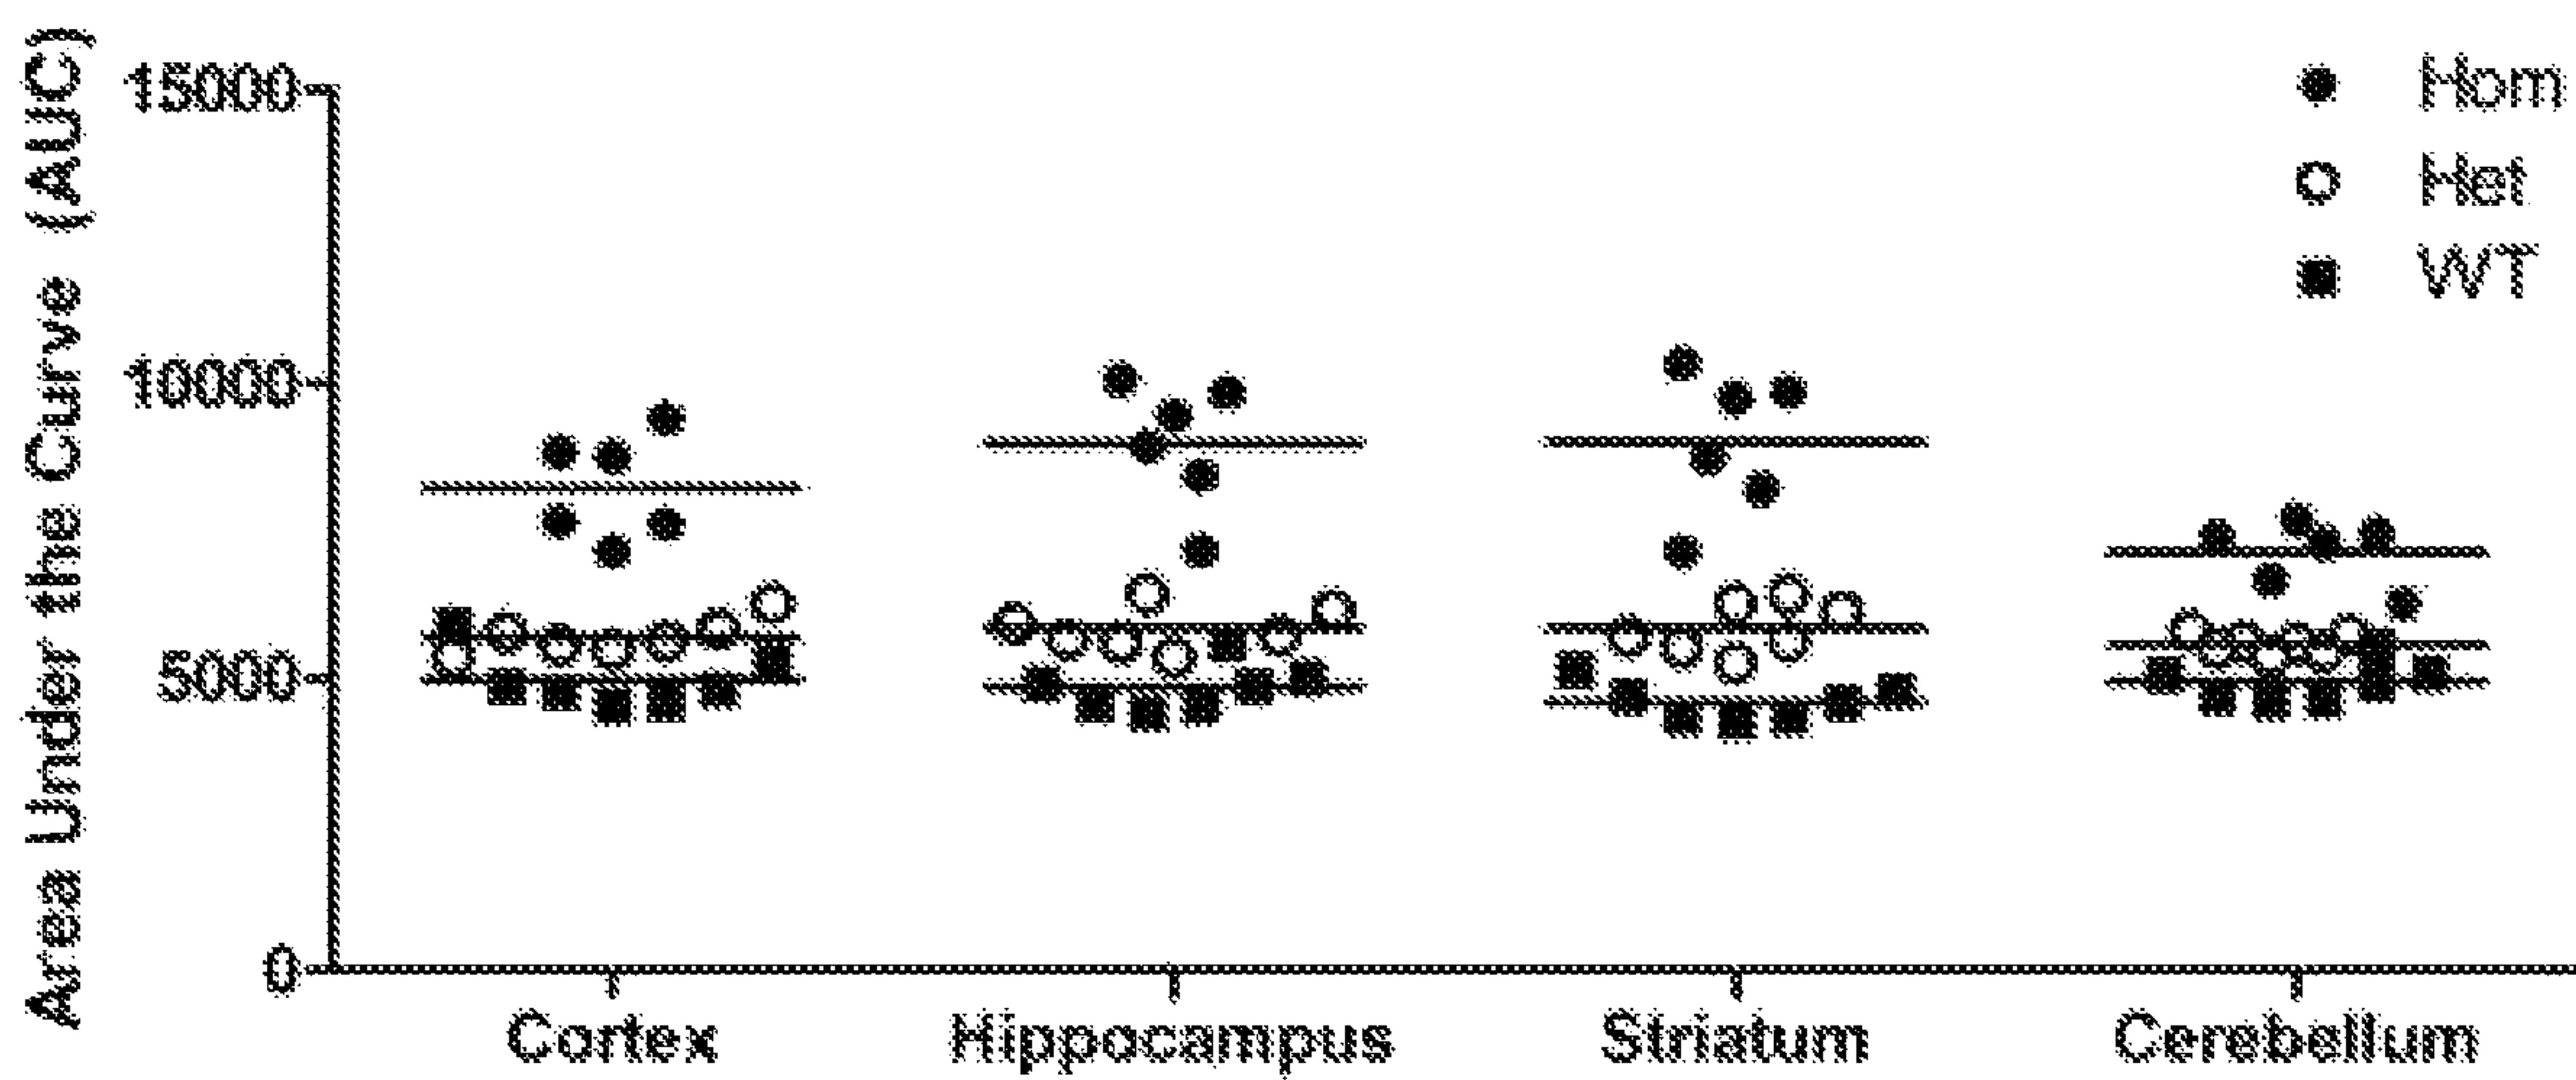 Area Under the Curve (AUC)
15000
10000
5000
0
Hom
Het
WT
Cortex Hippocampus Striatum Cerebellum